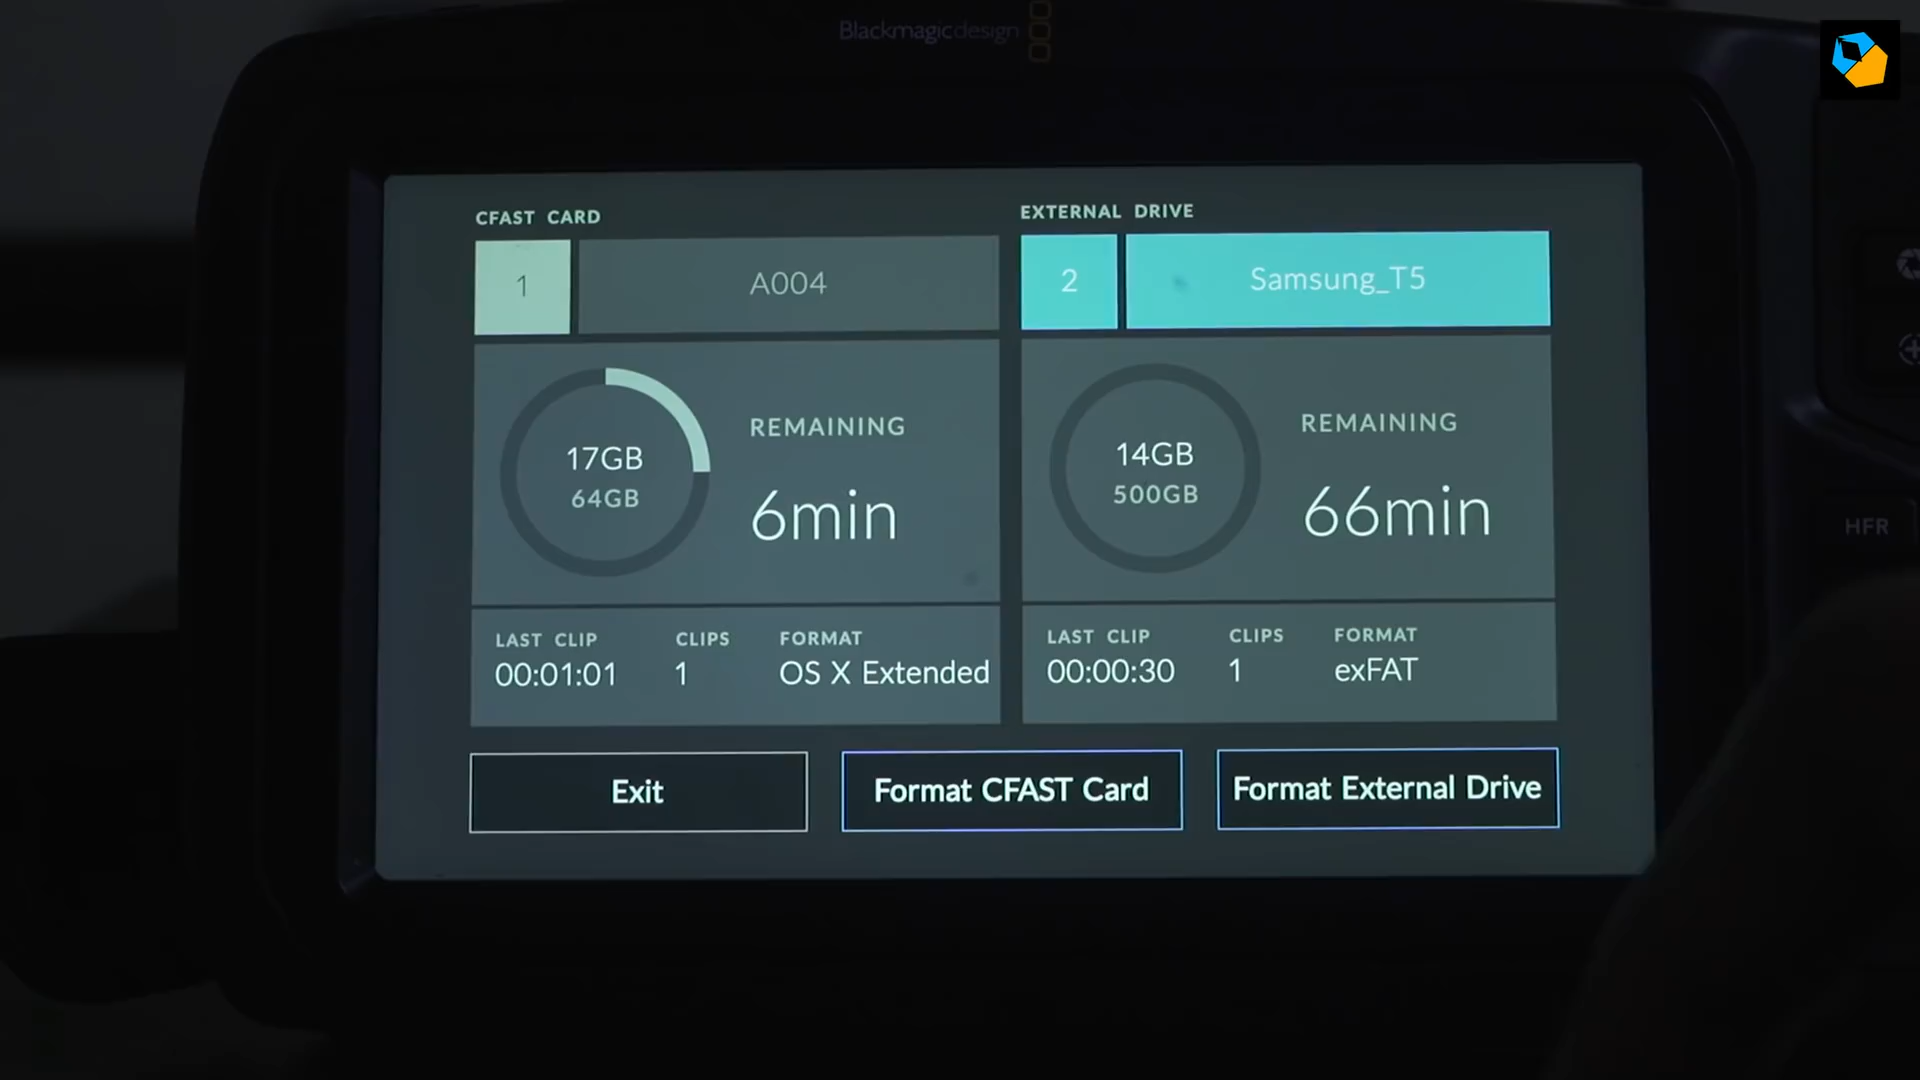 Blackmagicdesign
CFAST CARD
1
A004
17GB
64GB
REMAINING
6min
LAST CLIP
00:01:01
CLIPS
1
FORMAT
OS X Extended
EXTERNAL DRIVE
2
Samsung_T5
14GB
500GB
REMAINING
66min
LAST CLIP
00:00:30
CLIPS
1
FORMAT
exFAT
Exit
Format CFAST Card
Format External Drive
HFR